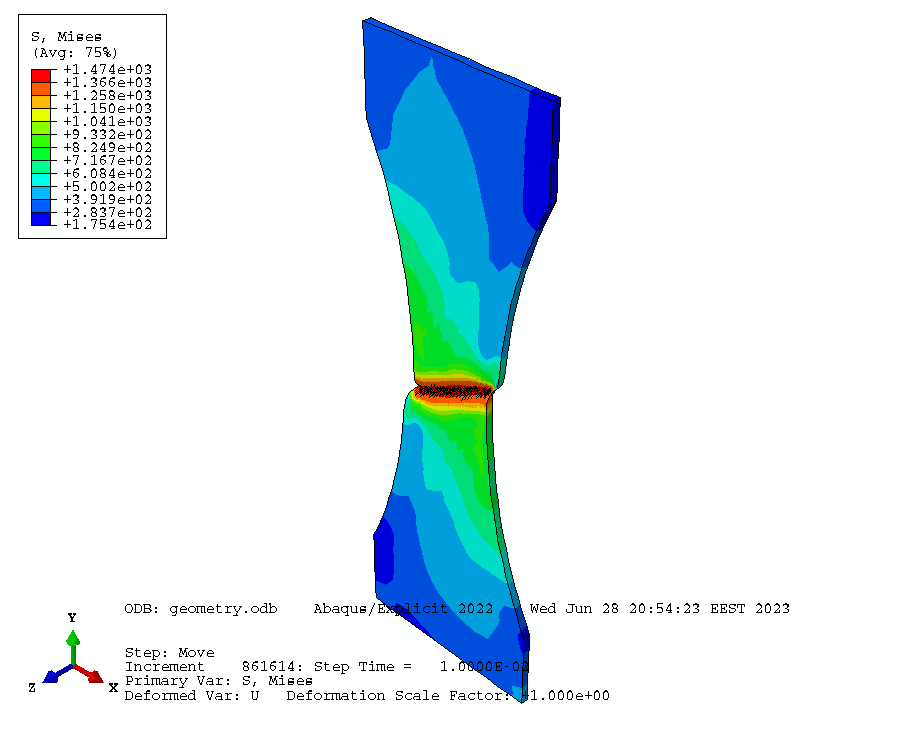 S, Mises
(Avg: 75%)
+1.474e+03
+1.366e+03
+1.258e+03
+1.150e+03
+1.041e+03
+9.332e+02
+8.249e+02
+7.167e+02
+6.084e+02
+5.002e+02
+3.919e+02
+2.837e+02
+1.754e+02
ODB: geometry.odb Abaqus/Explicit 2022 Wed Jun 28 20:54:23 EEST 2023
Y
Z
X
Step: Move
Increment 861614: Step Time = 1.0000E-02
Primary Var: S, Mises
Deformed Var: U Deformation Scale Factor: +1.000e+00